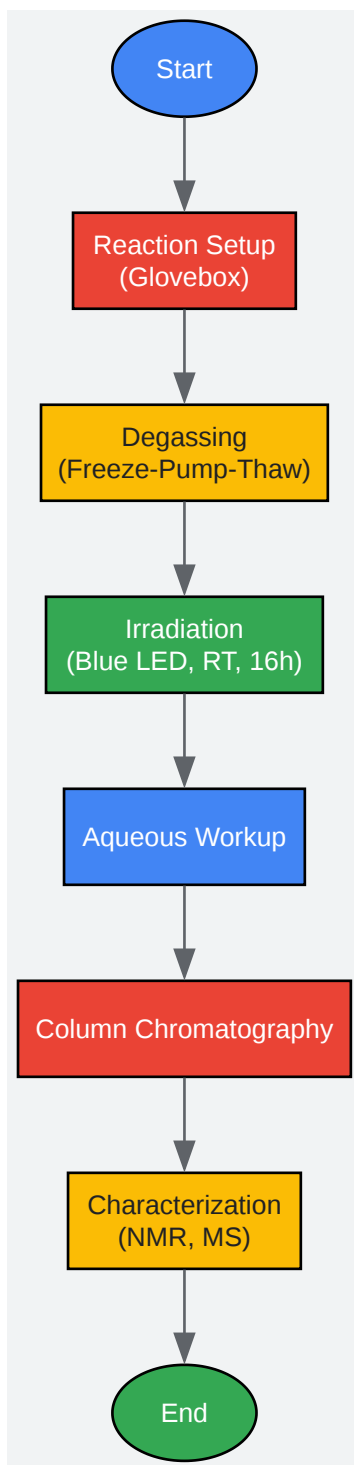 Start
Reaction Setup
(Glovebox)
Degassing
(Freeze-Pump-Thaw)
Irradiation
(Blue LED, RT, 16h)
Aqueous Workup
Column Chromatography
Characterization
(NMR, MS)
End